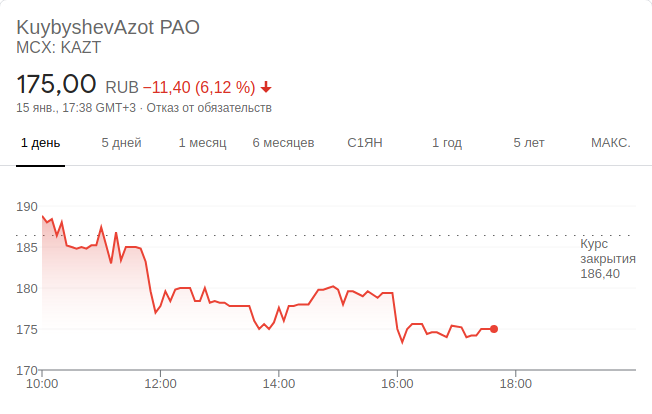 KuybyshevAzot PAO
MCX: KAZT
175,00 RUB −11,40 (6,12 %)
15 янв., 17:38 GMT+3 · Отказ от обязательств
1 день 5 дней 1 месяц 6 месяцев С1ЯН 1 год 5 лет МАКС.
190
185
180
175
170
Курс
закрытия
186,40
10:00 12:00 14:00 16:00 18:00